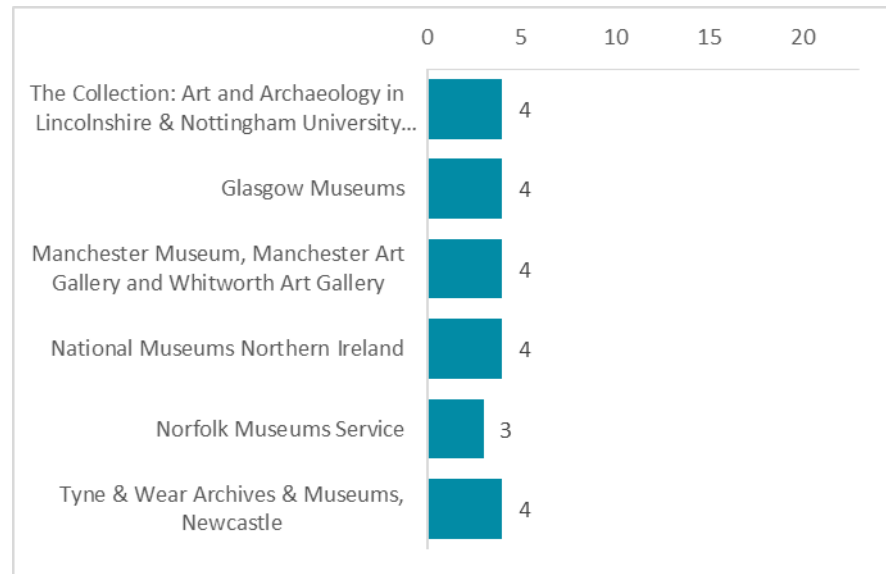 0 5 10 15 20
The Collection: Art and Archaeology in
Lincolnshire & Nottingham University...
4
Glasgow Museums
4
Manchester Museum, Manchester Art
Gallery and Whitworth Art Gallery
4
National Museums Northern Ireland
4
Norfolk Museums Service
3
Tyne & Wear Archives & Museums,
Newcastle
4